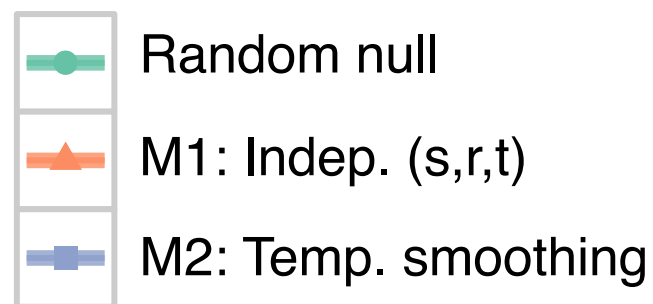 Random null
M1: Indep. (s,r,t)
M2: Temp. smoothing